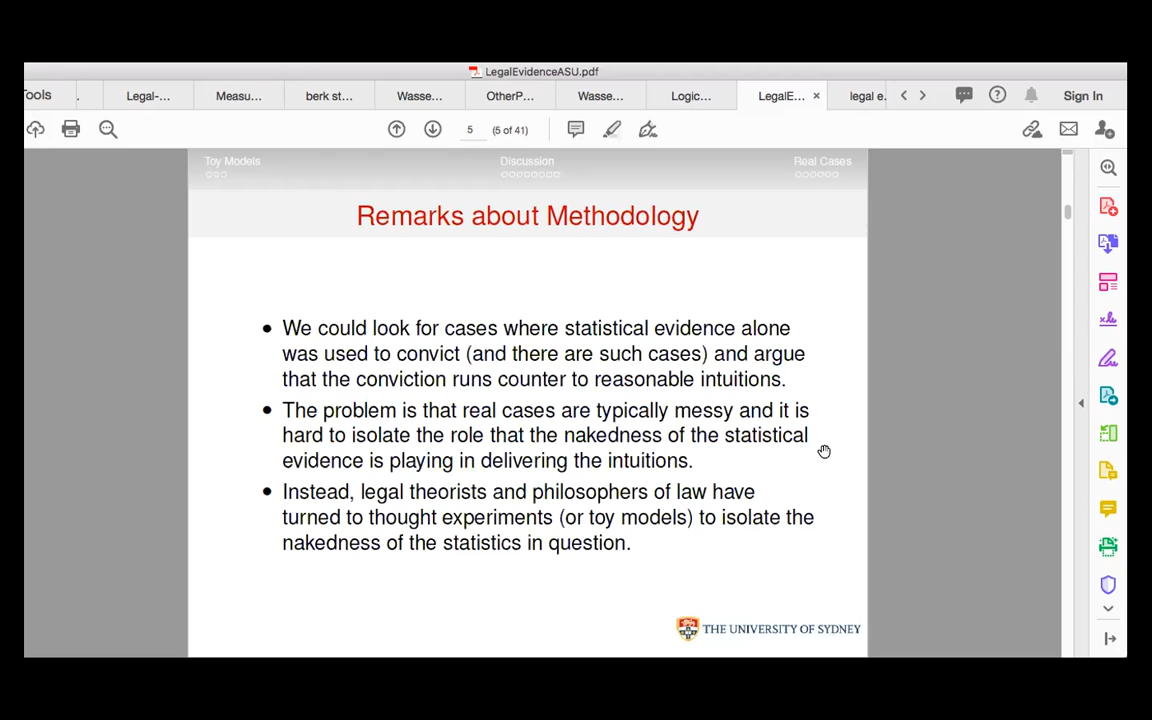 LegalEvidenceASU.pdf
ools . Legal-... Measu... berk st... Wasse... OtherP... Wasse... Logic... LegalE... × legal e. Sign In
5 (5 of 41)
Toy Models Discussion Real Cases
Remarks about Methodology
• We could look for cases where statistical evidence alone
was used to convict (and there are such cases) and argue
that the conviction runs counter to reasonable intuitions.
• The problem is that real cases are typically messy and it is
hard to isolate the role that the nakedness of the statistical
evidence is playing in delivering the intuitions.
• Instead, legal theorists and philosophers of law have
turned to thought experiments (or toy models) to isolate the
nakedness of the statistics in question.
THE UNIVERSITY OF SYDNEY